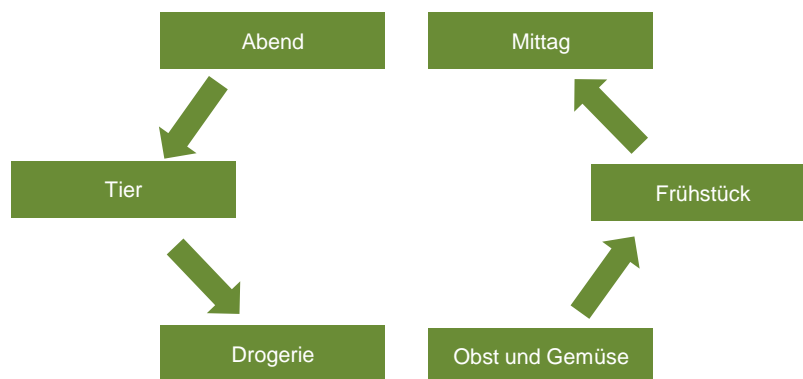 Abend
Mittag
Tier
Frühstück
Drogerie
Obst und Gemüse